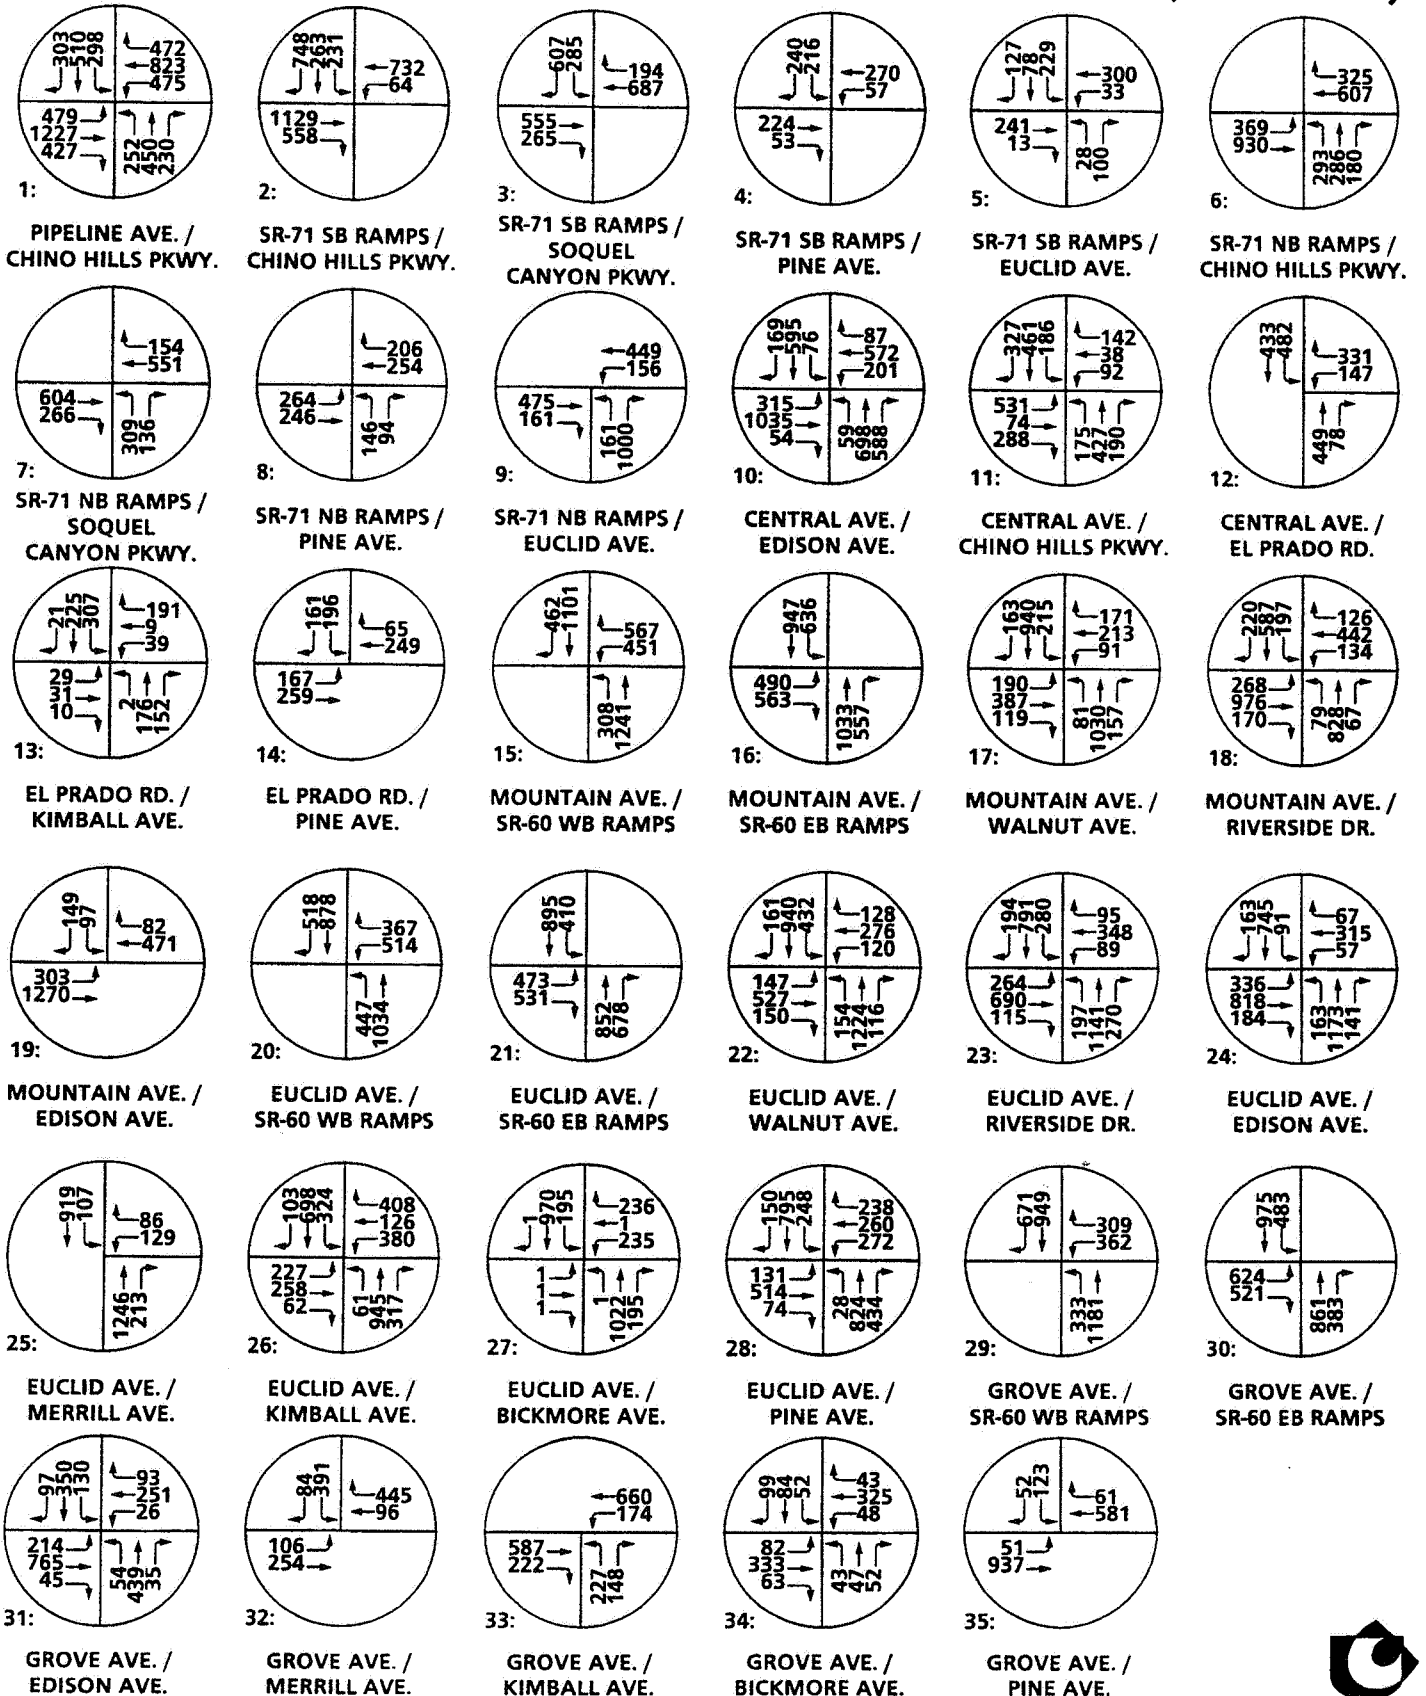 303 510 298
472
823
475
479
1227
427
252 450 230
1:
PIPELINE AVE. /
CHINO HILLS PKWY.
748 263 231
732
64
1129
558
2:
SR-71 SB RAMPS /
CHINO HILLS PKWY.
607 285
194
687
555
265
3:
SR-71 SB RAMPS /
SOQUEL
CANYON PKWY.
240 216
270
57
224
53
4:
SR-71 SB RAMPS /
PINE AVE.
127 78 229
300
33
241
13
28 100
5:
SR-71 SB RAMPS /
EUCLID AVE.
325
607
369
930
293 286 180
6:
SR-71 NB RAMPS /
CHINO HILLS PKWY.
154
551
604
266
309 136
7:
SR-71 NB RAMPS /
SOQUEL
CANYON PKWY.
206
254
264
246
146 94
8:
SR-71 NB RAMPS /
PINE AVE.
449
156
475
161
161 1000
9:
SR-71 NB RAMPS /
EUCLID AVE.
169 595 76
87
572
201
315
1035
54
59 698 588
10:
CENTRAL AVE. /
EDISON AVE.
327 461 186
142
38
92
531
74
288
175 427 190
11:
CENTRAL AVE. /
CHINO HILLS PKWY.
433 482
331
147
449 78
12:
CENTRAL AVE. /
EL PRADO RD.
21 225 307
191
9
39
29
31
10
2 176 152
13:
EL PRADO RD. /
KIMBALL AVE.
161 196
65
249
167
259
14:
EL PRADO RD. /
PINE AVE.
462 1101
567
451
308 1241
15:
MOUNTAIN AVE. /
SR-60 WB RAMPS
947 636
490
563
1033 557
16:
MOUNTAIN AVE. /
SR-60 EB RAMPS
163 940 215
171
213
91
190
387
119
81 1030 157
17:
MOUNTAIN AVE. /
WALNUT AVE.
220 587 197
126
442
134
268
976
170
79 828 67
18:
MOUNTAIN AVE. /
RIVERSIDE DR.
149 97
82
471
303
1270
19:
MOUNTAIN AVE. /
EDISON AVE.
518 878
367
514
447 1034
20:
EUCLID AVE. /
SR-60 WB RAMPS
895 410
473
531
852 678
21:
EUCLID AVE. /
SR-60 EB RAMPS
161 940 432
128
276
120
147
527
150
154 1224 116
22:
EUCLID AVE. /
WALNUT AVE.
194 791 280
95
348
89
264
690
115
197 1141 270
23:
EUCLID AVE. /
RIVERSIDE DR.
163 745 91
67
315
57
336
818
184
163 1173 141
24:
EUCLID AVE. /
EDISON AVE.
919 107
86
129
1246 213
25:
EUCLID AVE. /
MERRILL AVE.
103 698 324
408
126
380
227
258
62
61 945 317
26:
EUCLID AVE. /
KIMBALL AVE.
1 970 195
236
1
235
1
1
1
1 1022 195
27:
EUCLID AVE. /
BICKMORE AVE.
150 795 248
238
260
272
131
514
74
28 824 434
28:
EUCLID AVE. /
PINE AVE.
671 949
309
362
333 1181
29:
GROVE AVE. /
SR-60 WB RAMPS
975 483
624
521
861 383
30:
GROVE AVE. /
SR-60 EB RAMPS
97 350 130
93
251
26
214
765
45
54 439 35
31:
GROVE AVE. /
EDISON AVE.
84 391
445
96
106
254
32:
GROVE AVE. /
MERRILL AVE.
660
174
587
222
227 148
33:
GROVE AVE. /
KIMBALL AVE.
99 84 52
43
325
48
82
333
63
43 47 52
34:
GROVE AVE. /
BICKMORE AVE.
52 123
61
581
51
937
35:
GROVE AVE. /
PINE AVE.